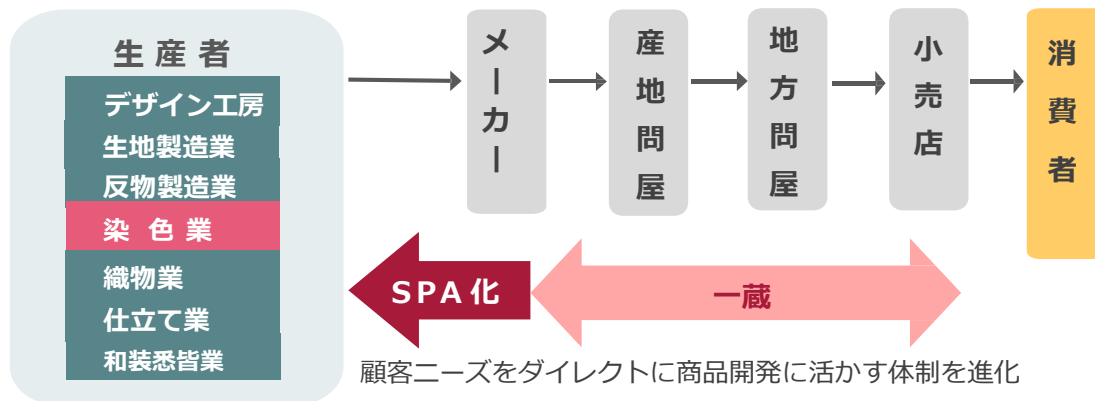 生産者
デザイン工房
生地製造業
反物製造業
染色業
織物業
仕立て業
和装悉皆業
メーカー
産地問屋
地方問屋
小売店
消費者
SPA化
一蔵
顧客ニーズをダイレクトに商品開発に活かす体制を進化